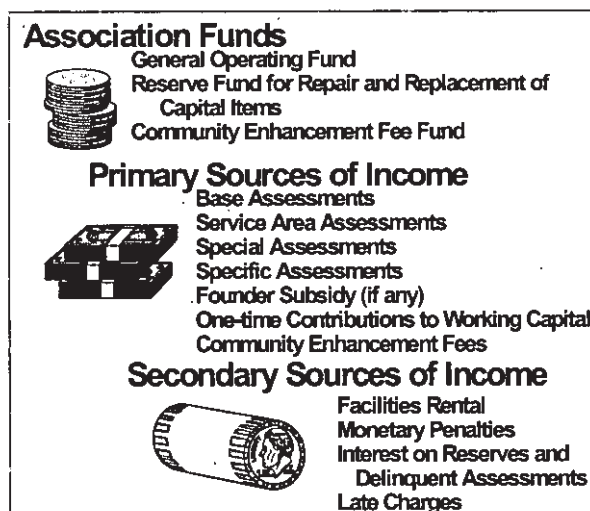 Association Funds
General Operating Fund
Reserve Fund for Repair and Replacement of
Capital Items
Community Enhancement Fee Fund
Primary Sources of Income
Base Assessments
Service Area Assessments
Special Assessments
Specific Assessments
Founder Subsidy (if any)
One-time Contributions to Working Capital
Community Enhancement Fees
Secondary Sources of Income
Facilities Rental
Monetary Penalties
Interest on Reserves and
Delinquent Assessments
Late Charges